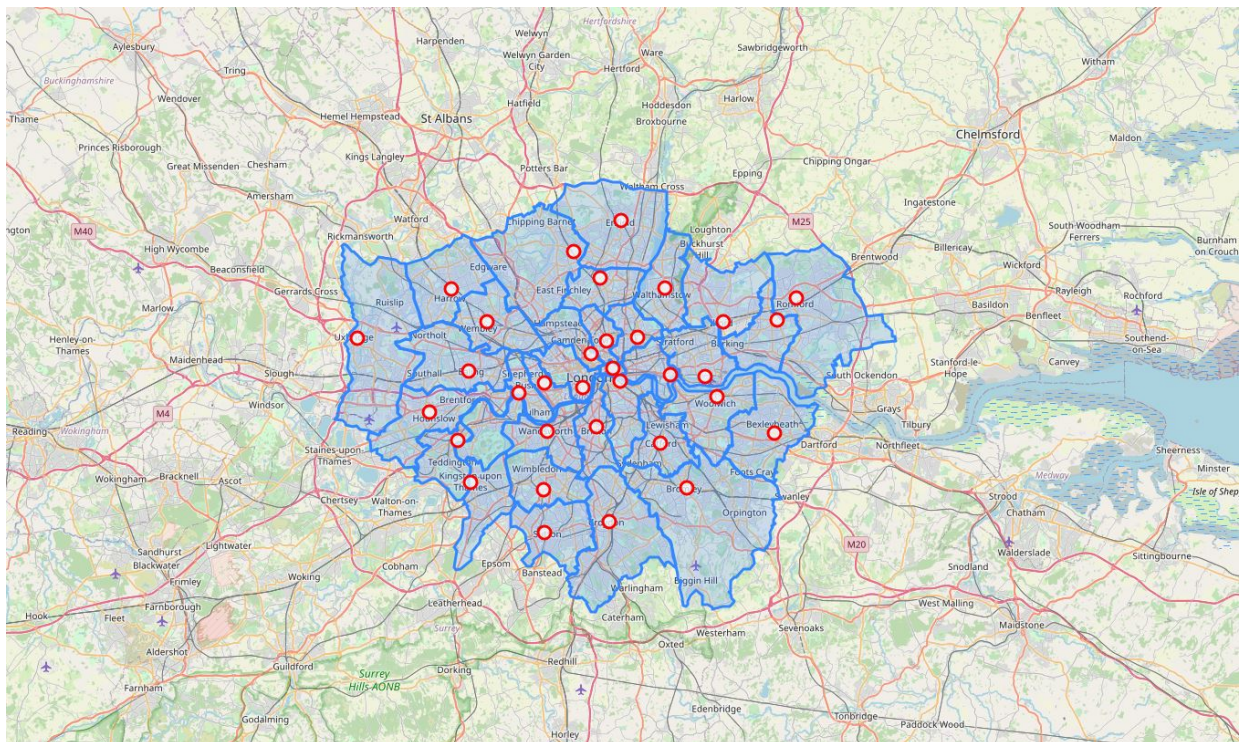 Hertfordshire
Aylesbury
Harpenden
Welwyn
Welwyn Garden
City
Ware
Sawbridgeworth
Witham
Tring
Hertford
Buckinghamshire
Wendover
Hatfield
Hoddesdon
Harlow
Thame
Hemel Hempstead
St Albans
Broxbourne
Chelmsford
Maldon
Princes Risborough
Kings Langley
Great Missenden
Chesham
Potters Bar
Epping
Chipping Ongar
Amersham
Waltham Cross
Ingatestone
Watford
Chipping Barnet
Loughton
M25
South Woodham
Ferrers
M40
Rickmansworth
Buckhurst
Hill
Billericay
Burnham
on Crouch
High Wycombe
Beaconsfield
Edgware
Brentwood
Wickford
Gerrards Cross
East Finchley
Ruislip
Harrow
Walthamstow
Romford
Rayleigh
Rochford
Marlow
Basildon
Benfleet
Wembley
Hampstead
Henley-on-
Thames
Northolt
Camden
Stratford
Barking
Southend-
on-Sea
Maidenhead
Slough
Southall
Shepherds
Bush
London
South Ockendon
Stanford-le-
Hope
Canvey
M4
Windsor
Brentford
Woolwich
Grays
Tilbury
Reading
Wokingham
Hounslow
Fulham
Wandsworth
Brixton
Lewisham
Catford
Bexleyheath
Dartford
Northfleet
Staines-upon-
Thames
Bracknell
Teddington
Wimbledon
Sydenham
Foots Cray
Medway
Sheerness
Wokingham
Ascot
Kingston upon
Thames
Bromley
Swanley
Strood
Minster
Isle of Shep
Chertsey
Walton-on-
Thames
Orpington
Chatham
Croydon
Sutton
M20
Walderslade
Sandhurst
Lightwater
Cobham
Epsom
Banstead
Biggin Hill
Snodland
Sittingbourne
Blackwater
Frimley
Woking
Warlingham
Hook
Fleet
Farnborough
Leatherhead
Caterham
West Malling
Surrey
Westerham
Sevenoaks
Maidstone
Aldershot
Guildford
Dorking
Redhill
Oxted
Farnham
Surrey
Hills AONB
Godalming
Edenbridge
Tonbridge
Paddock Wood
Horley